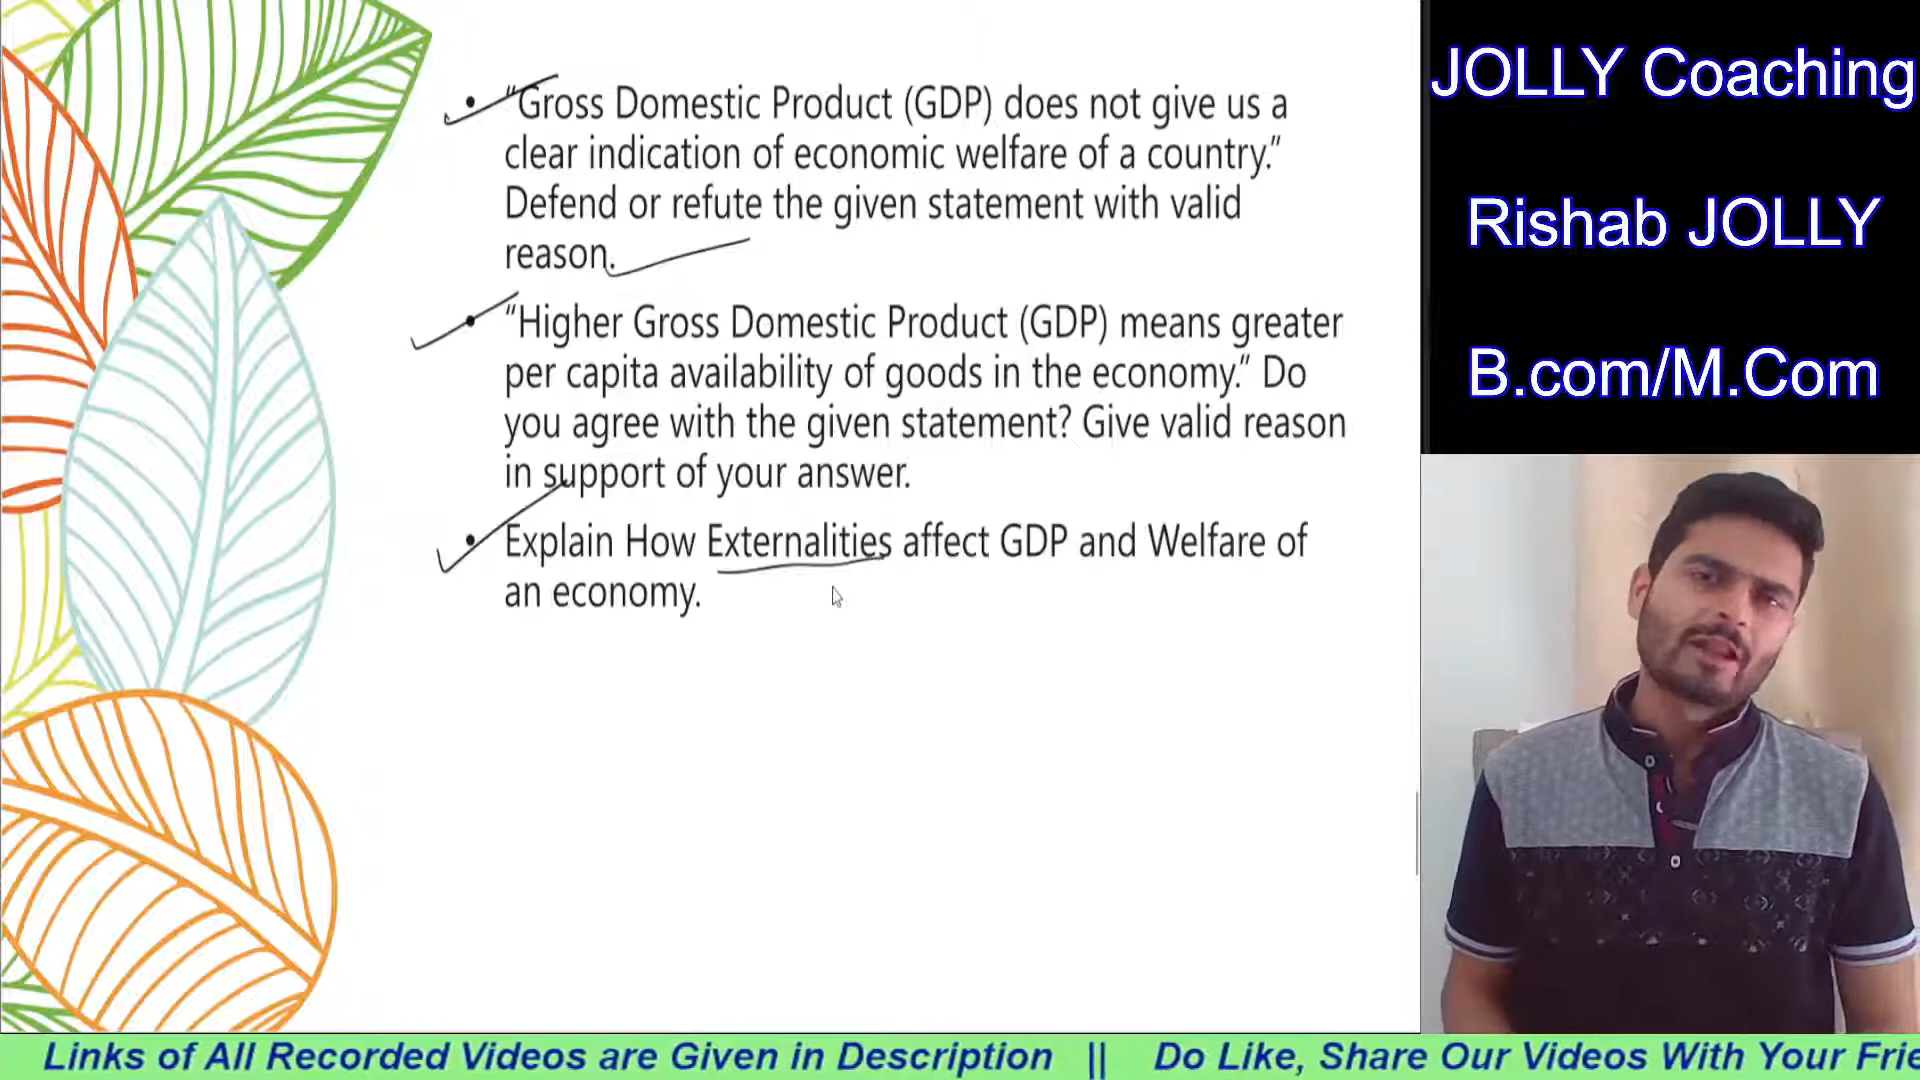 • “Gross Domestic Product (GDP) does not give us a
clear indication of economic welfare of a country.”
Defend or refute the given statement with valid
reason.
• “Higher Gross Domestic Product (GDP) means greater
per capita availability of goods in the economy.” Do
you agree with the given statement? Give valid reason
in support of your answer.
• Explain How Externalities affect GDP and Welfare of
an economy.
JOLLY Coaching
Rishab JOLLY
B.com/M.Com
Links of All Recorded Videos are Given in Description || Do Like, Share Our Videos With Your Frie